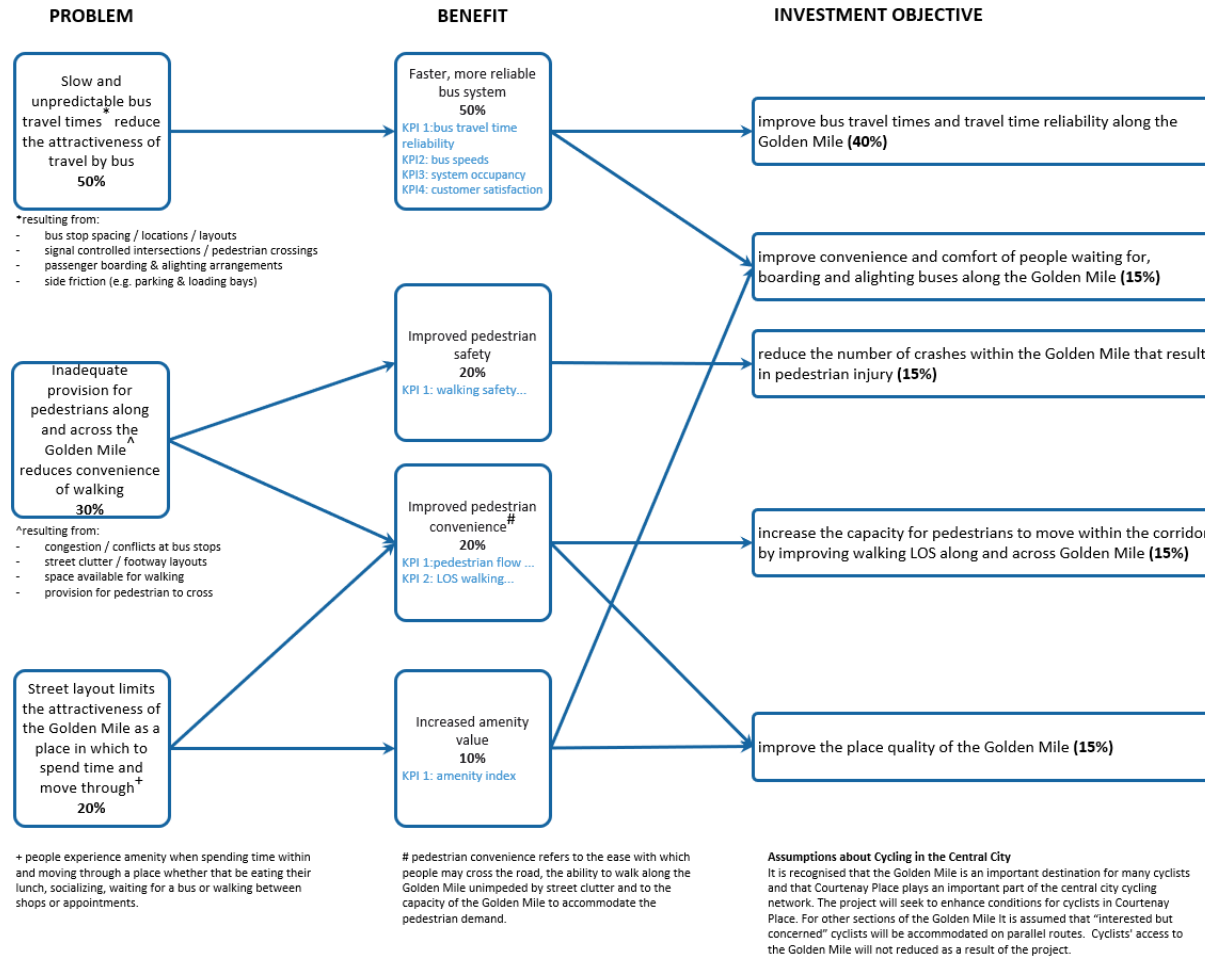 PROBLEM
BENEFIT
INVESTMENT OBJECTIVE
Slow and
unpredictable bus
travel times* reduce
the attractiveness of
travel by bus
50%
*resulting from:
- bus stop spacing / locations / layouts
- signal controlled intersections / pedestrian crossings
- passenger boarding & alighting arrangements
- side friction (e.g. parking & loading bays)
Inadequate
provision for
pedestrians along
and across the
Golden Mile^
reduces convenience
of walking
30%
^resulting from:
- congestion / conflicts at bus stops
- street clutter / footway layouts
- space available for walking
- provision for pedestrian to cross
Street layout limits
the attractiveness of
the Golden Mile as a
place in which to
spend time and
move through+
20%
+ people experience amenity when spending time within
and moving through a place whether that be eating their
lunch, socializing, waiting for a bus or walking between
shops or appointments.
Faster, more reliable
bus system
50%
KPI 1:bus travel time
reliability
KPI2: bus speeds
KPI3: system occupancy
KPI4: customer satisfaction
Improved pedestrian
safety
20%
KPI 1: walking safety...
Improved pedestrian
convenience#
20%
KPI 1:pedestrian flow ...
KPI 2: LOS walking...
Increased amenity
value
10%
KPI 1: amenity index
# pedestrian convenience refers to the ease with which
people may cross the road, the ability to walk along the
Golden Mile unimpeded by street clutter and to the
capacity of the Golden Mile to accommodate the
pedestrian demand.
improve bus travel times and travel time reliability along the
Golden Mile (40%)
improve convenience and comfort of people waiting for,
boarding and alighting buses along the Golden Mile (15%)
reduce the number of crashes within the Golden Mile that result
in pedestrian injury (15%)
increase the capacity for pedestrians to move within the corridor
by improving walking LOS along and across Golden Mile (15%)
improve the place quality of the Golden Mile (15%)
Assumptions about Cycling in the Central City
It is recognised that the Golden Mile is an important destination for many cyclists
and that Courtenay Place plays an important part of the central city cycling
network. The project will seek to enhance conditions for cyclists in Courtenay
Place. For other sections of the Golden Mile It is assumed that “interested but
concerned” cyclists will be accommodated on parallel routes. Cyclists' access to
the Golden Mile will not reduced as a result of the project.